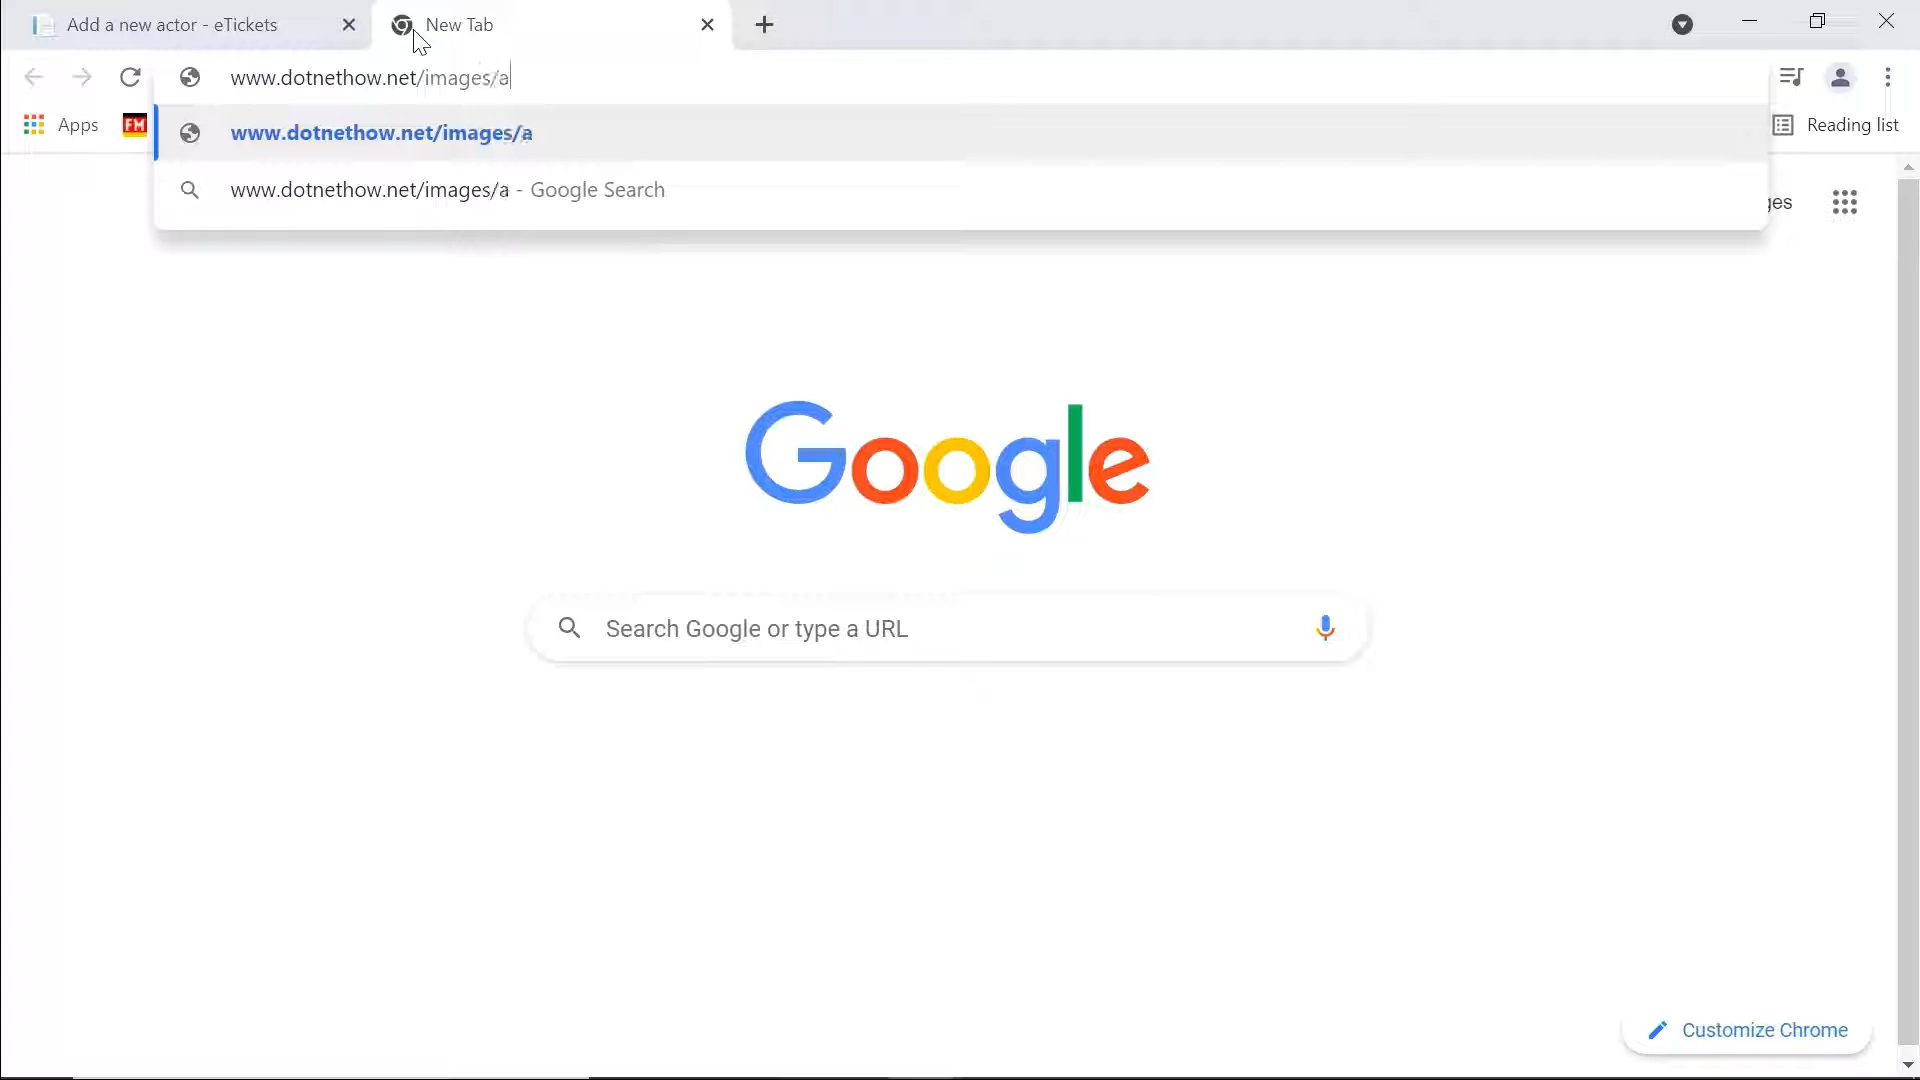 Add a new actor - eTickets
New Tab
www.dotnethow.net/images/a
Apps
FM
www.dotnethow.net/images/a
Reading list
www.dotnethow.net/images/a - Google Search
ges
Google
Search Google or type a URL
Customize Chrome